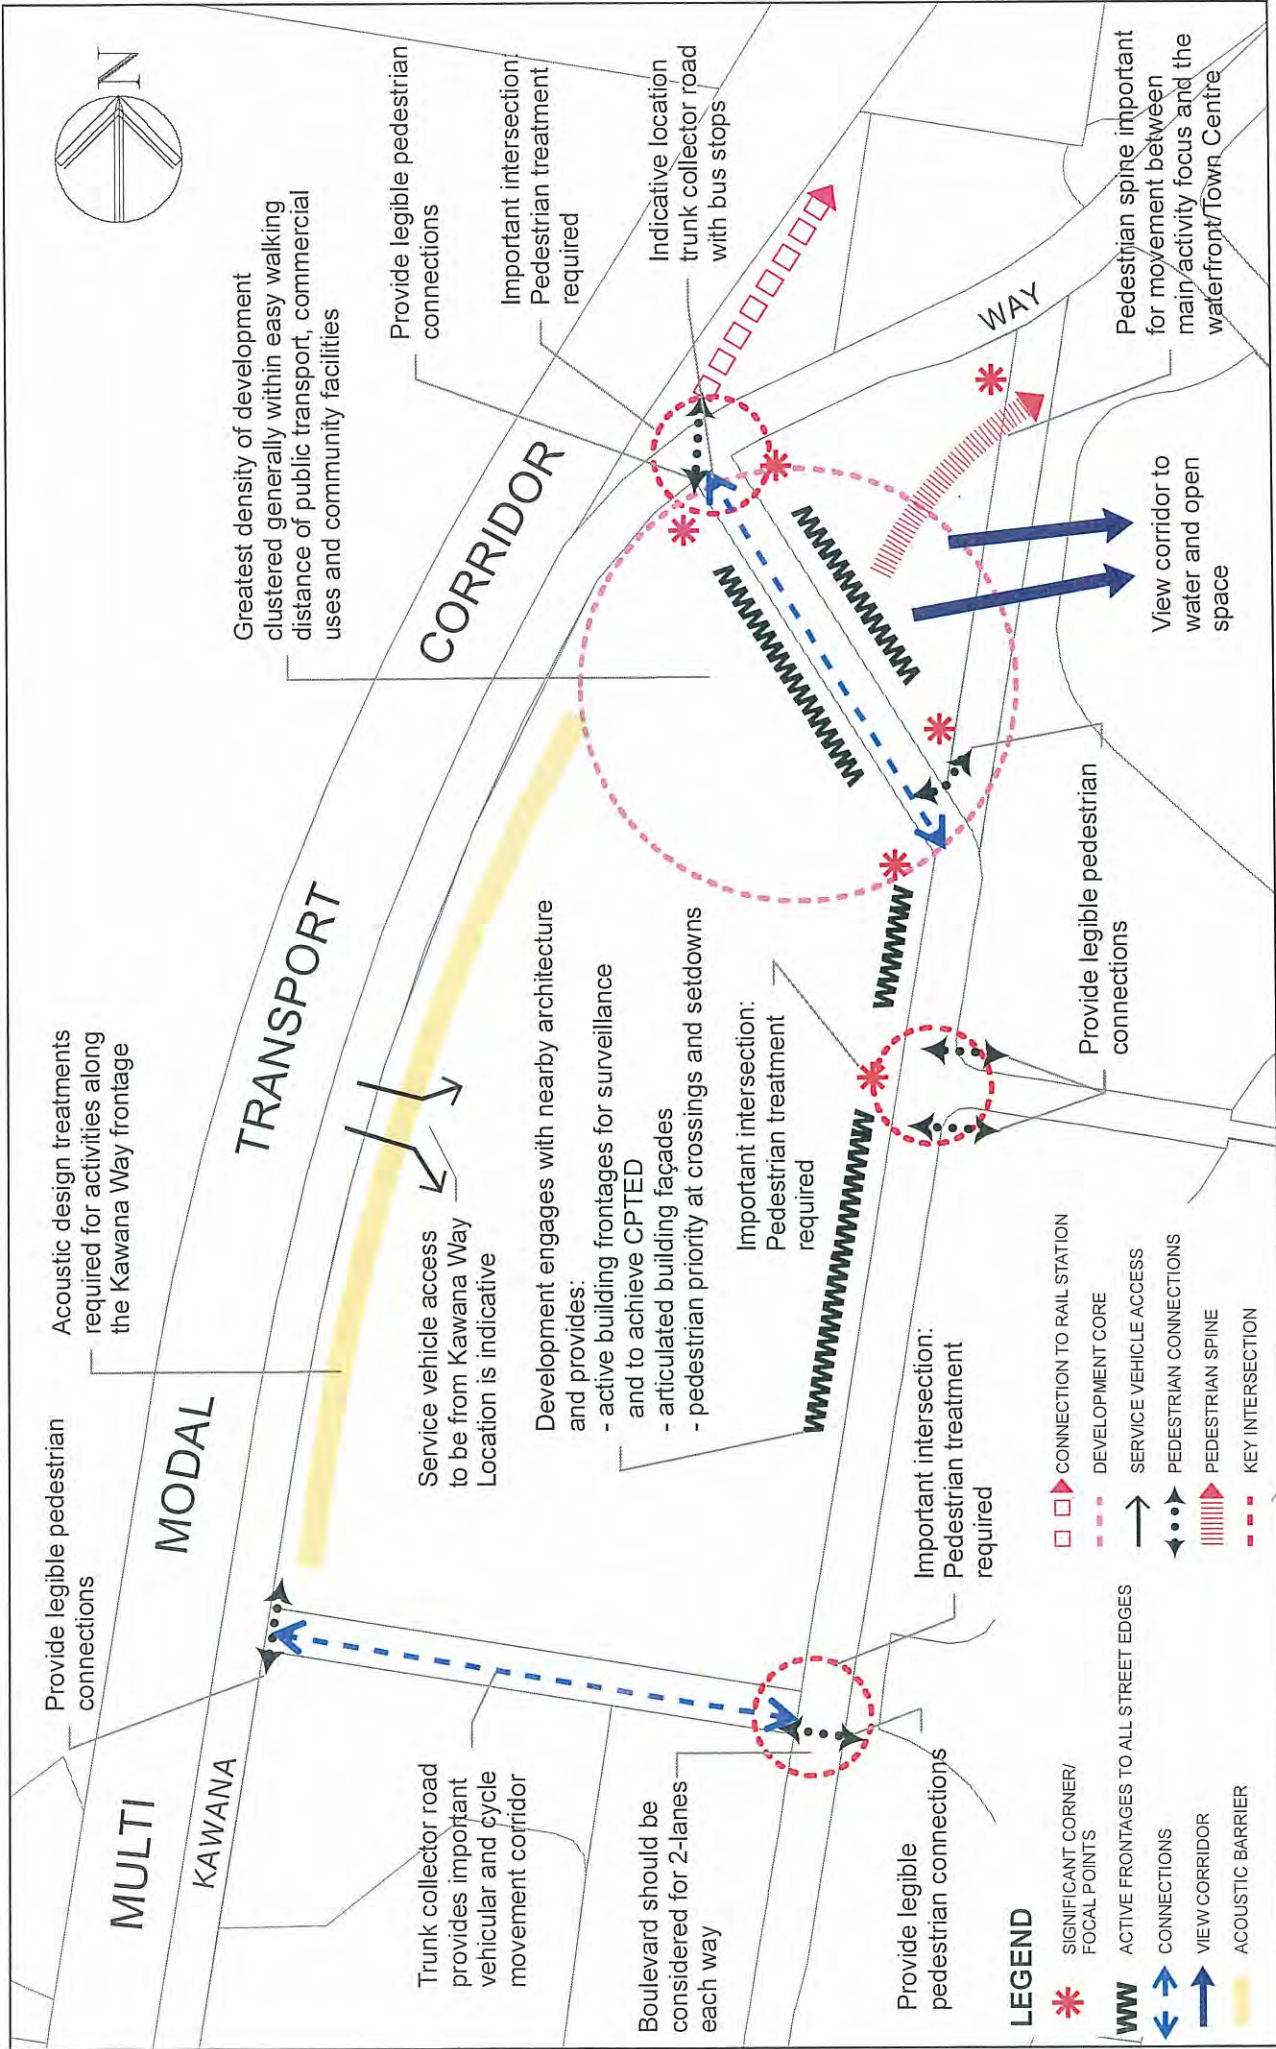 N
MULTI
MODAL
TRANSPORT
CORRIDOR
KAWANA
WAY
Provide legible pedestrian
connections
Acoustic design treatments
required for activities along
the Kawana Way frontage
Greatest density of development
clustered generally within easy walking
distance of public transport, commercial
uses and community facilities
Provide legible pedestrian
connections
Important intersection:
Pedestrian treatment
required
Indicative location
trunk collector road
with bus stops
Service vehicle access
to be from Kawana Way
Location is indicative
Trunk collector road
provides important
vehicular and cycle
movement corridor
Development engages with nearby architecture
and provides:
- active building frontages for surveillance
and to achieve CPTED
- articulated building façades
- pedestrian priority at crossings and setdowns
Important intersection:
Pedestrian treatment
required
Boulevard should be
considered for 2-lanes
each way
Important intersection:
Pedestrian treatment
required
Provide legible
pedestrian connections
Provide legible pedestrian
connections
View corridor to
water and open
space
Pedestrian spine important
for movement between
main activity focus and the
waterfront/Town Centre
LEGEND
SIGNIFICANT CORNER/
FOCAL POINTS
ACTIVE FRONTAGES TO ALL STREET EDGES
CONNECTIONS
VIEW CORRIDOR
ACOUSTIC BARRIER
CONNECTION TO RAIL STATION
DEVELOPMENT CORE
SERVICE VEHICLE ACCESS
PEDESTRIAN CONNECTIONS
PEDESTRIAN SPINE
KEY INTERSECTION